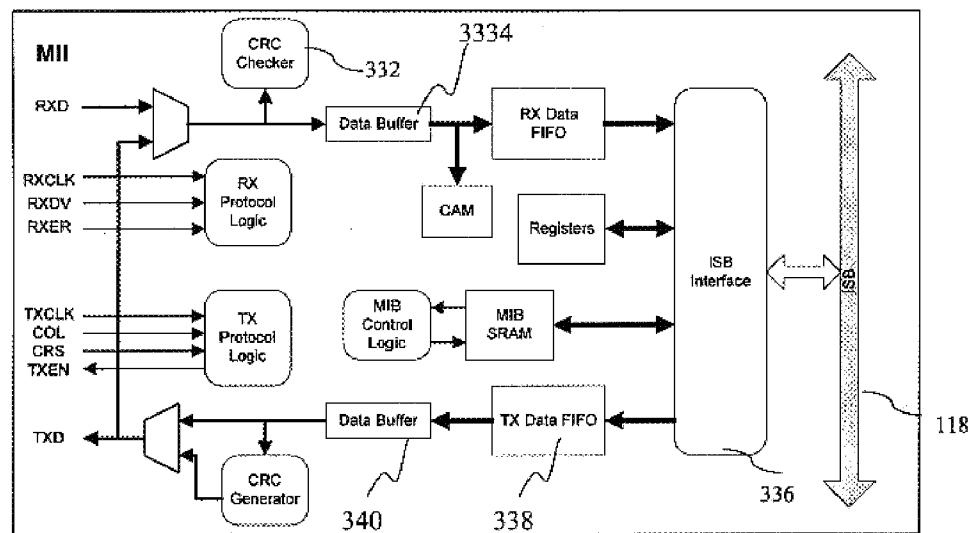 MII
CRC
Checker
332
3334
RXD
Data Buffer
RX Data
FIFO
RXCLK
RXDV
RXER
RX
Protocol
Logic
CAM
Registers
ISB
Interface
ISB
TXCLK
COL
CRS
TXEN
TX
Protocol
Logic
MIB
Control
Logic
MIB
SRAM
TXD
Data Buffer
TX Data FIFO
118
CRC
Generator
336
340
338